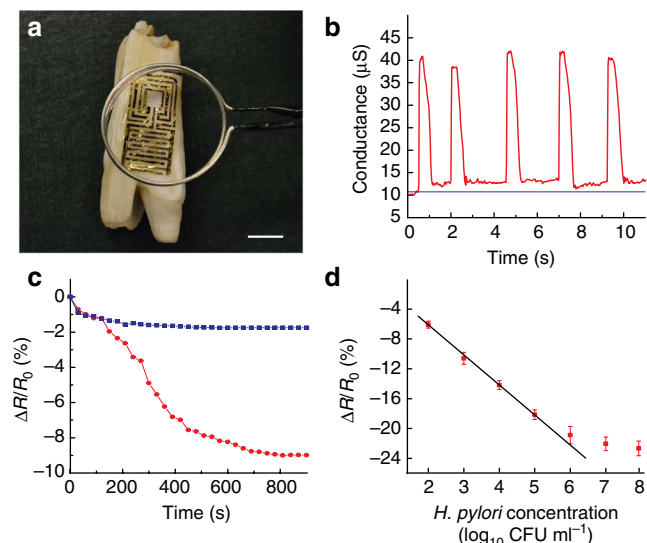 a
b
Conductance (µS)
45
40
35
30
25
20
15
10
5
0 2 4 6 8 10
Time (s)
c
ΔR/R0 (%)
0
−2
−4
−6
−8
−10
0 200 400 600 800
Time (s)
d
ΔR/R0 (%)
−4
−8
−12
−16
−20
−24
2 3 4 5 6 7 8
H. pylori concentration
(log10 CFU ml−1)